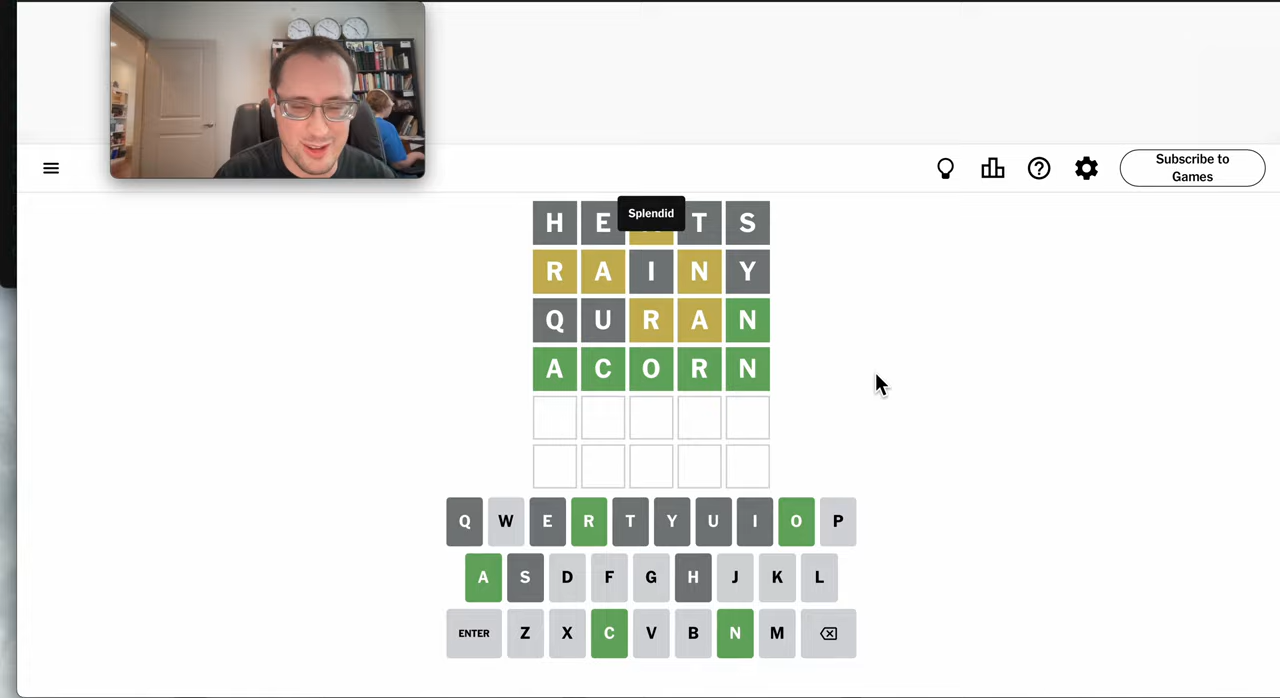 Subscribe to
Games
Splendid
H E T S
R A I N Y
Q U R A N
A C O R N
Q W E R T Y U I O P
A S D F G H J K L
ENTER Z X C V B N M